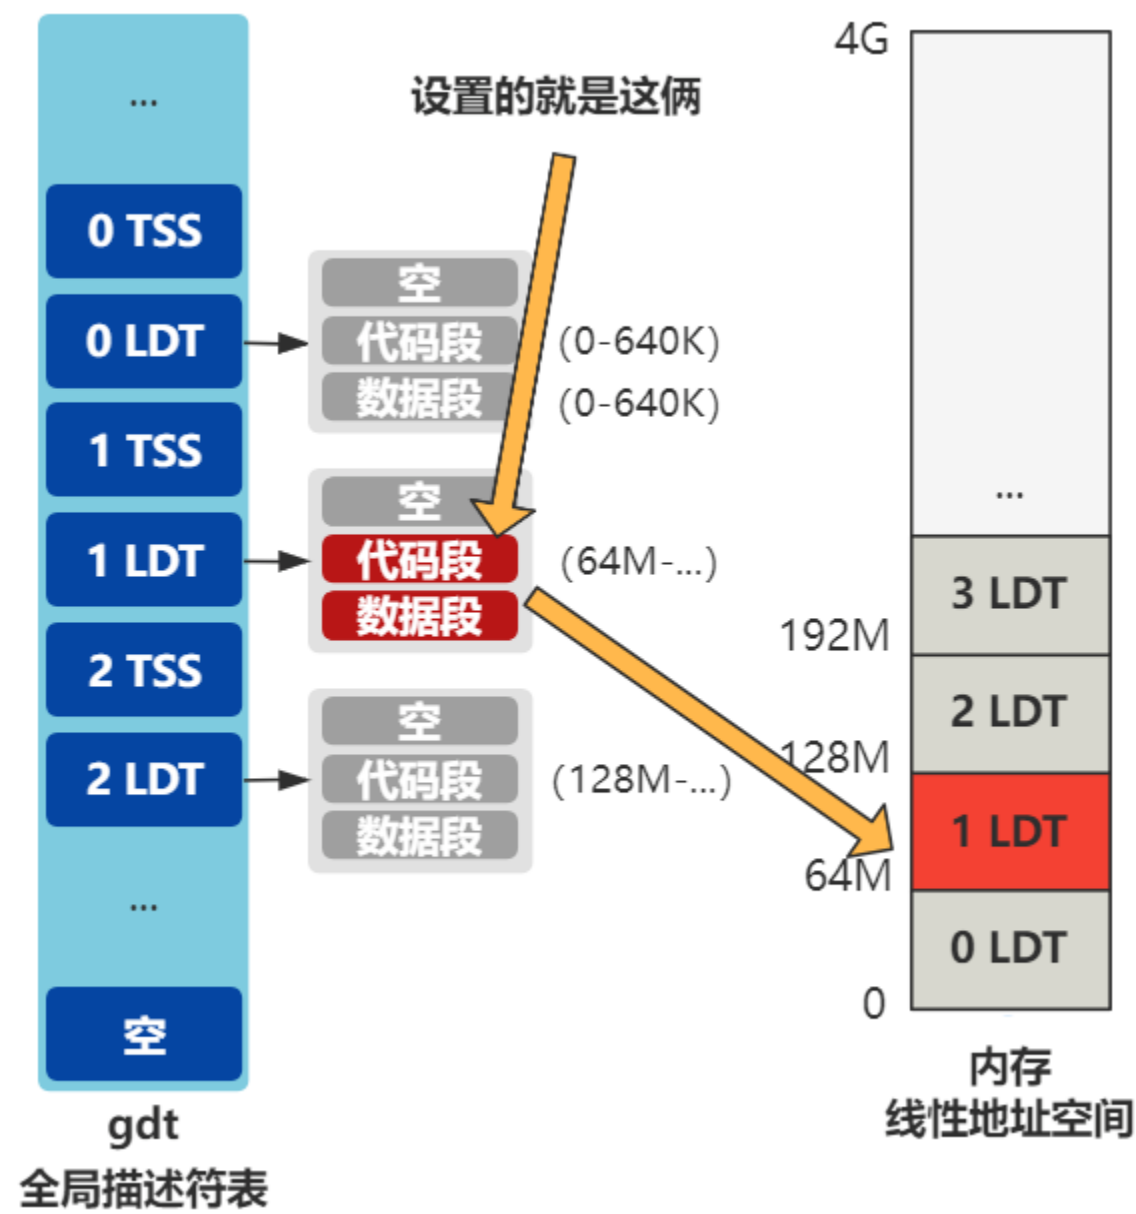 ...
0 TSS
0 LDT
1 TSS
1 LDT
2 TSS
2 LDT
...
空
gdt
全局描述符表
设置的就是这俩
空
代码段
(0-640K)
数据段
(0-640K)
空
代码段
(64M-...)
数据段
空
代码段
(128M-...)
数据段
4G
...
3 LDT
192M
2 LDT
128M
1 LDT
64M
0 LDT
0
内存
线性地址空间